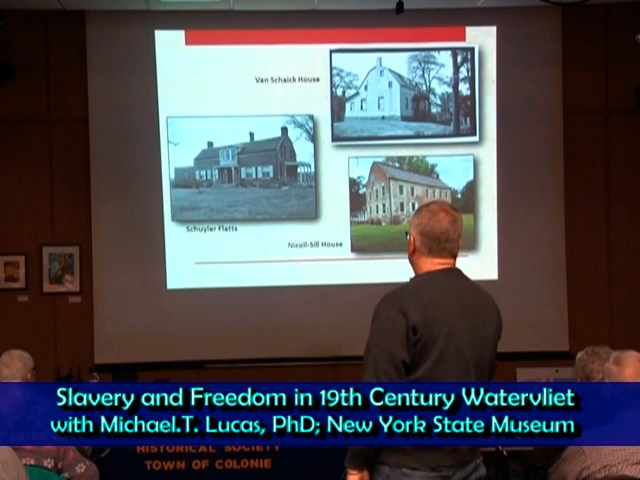 Van Schaick House
Schuyler Flatts
Nicoll-Sill House
Slavery and Freedom in 19th Century Watervliet
with Michael.T. Lucas, PhD; New York State Museum
HISTORICAL SOCIETY
TOWN OF COLONIE